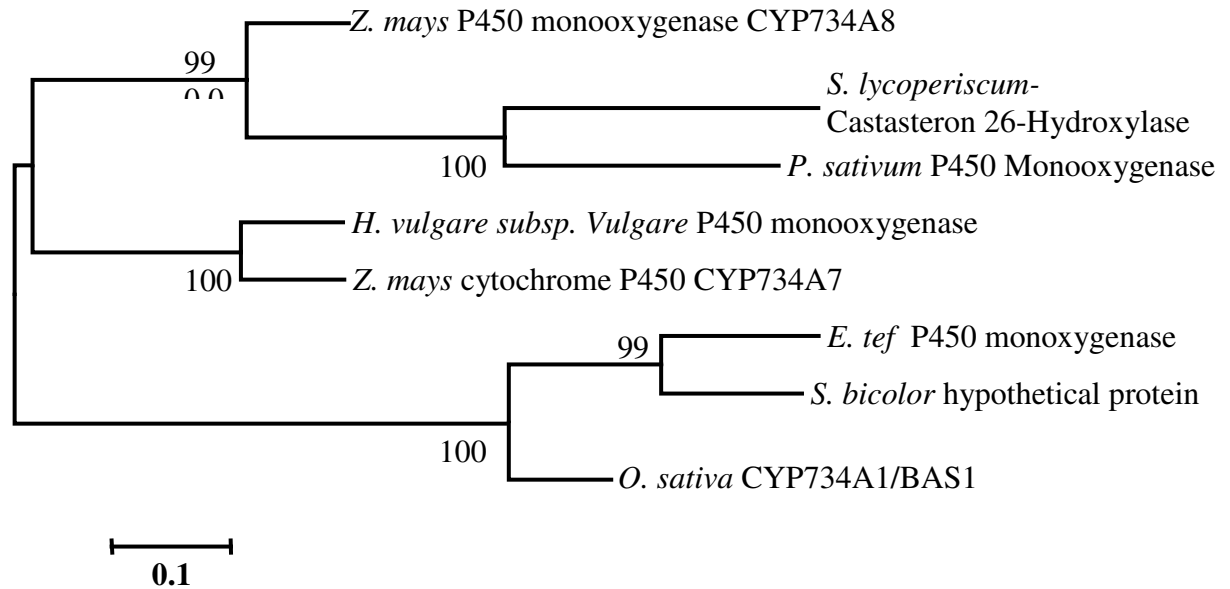 Z. mays P450 monooxygenase CYP734A8
99
S. lycoperiscum-
Castasteron 26-Hydroxylase
100
P. sativum P450 Monooxygenase
H. vulgare subsp. Vulgare P450 monooxygenase
100
Z. mays cytochrome P450 CYP734A7
E. tef P450 monoxygenase
99
S. bicolor hypothetical protein
100
O. sativa CYP734A1/BAS1
0.1